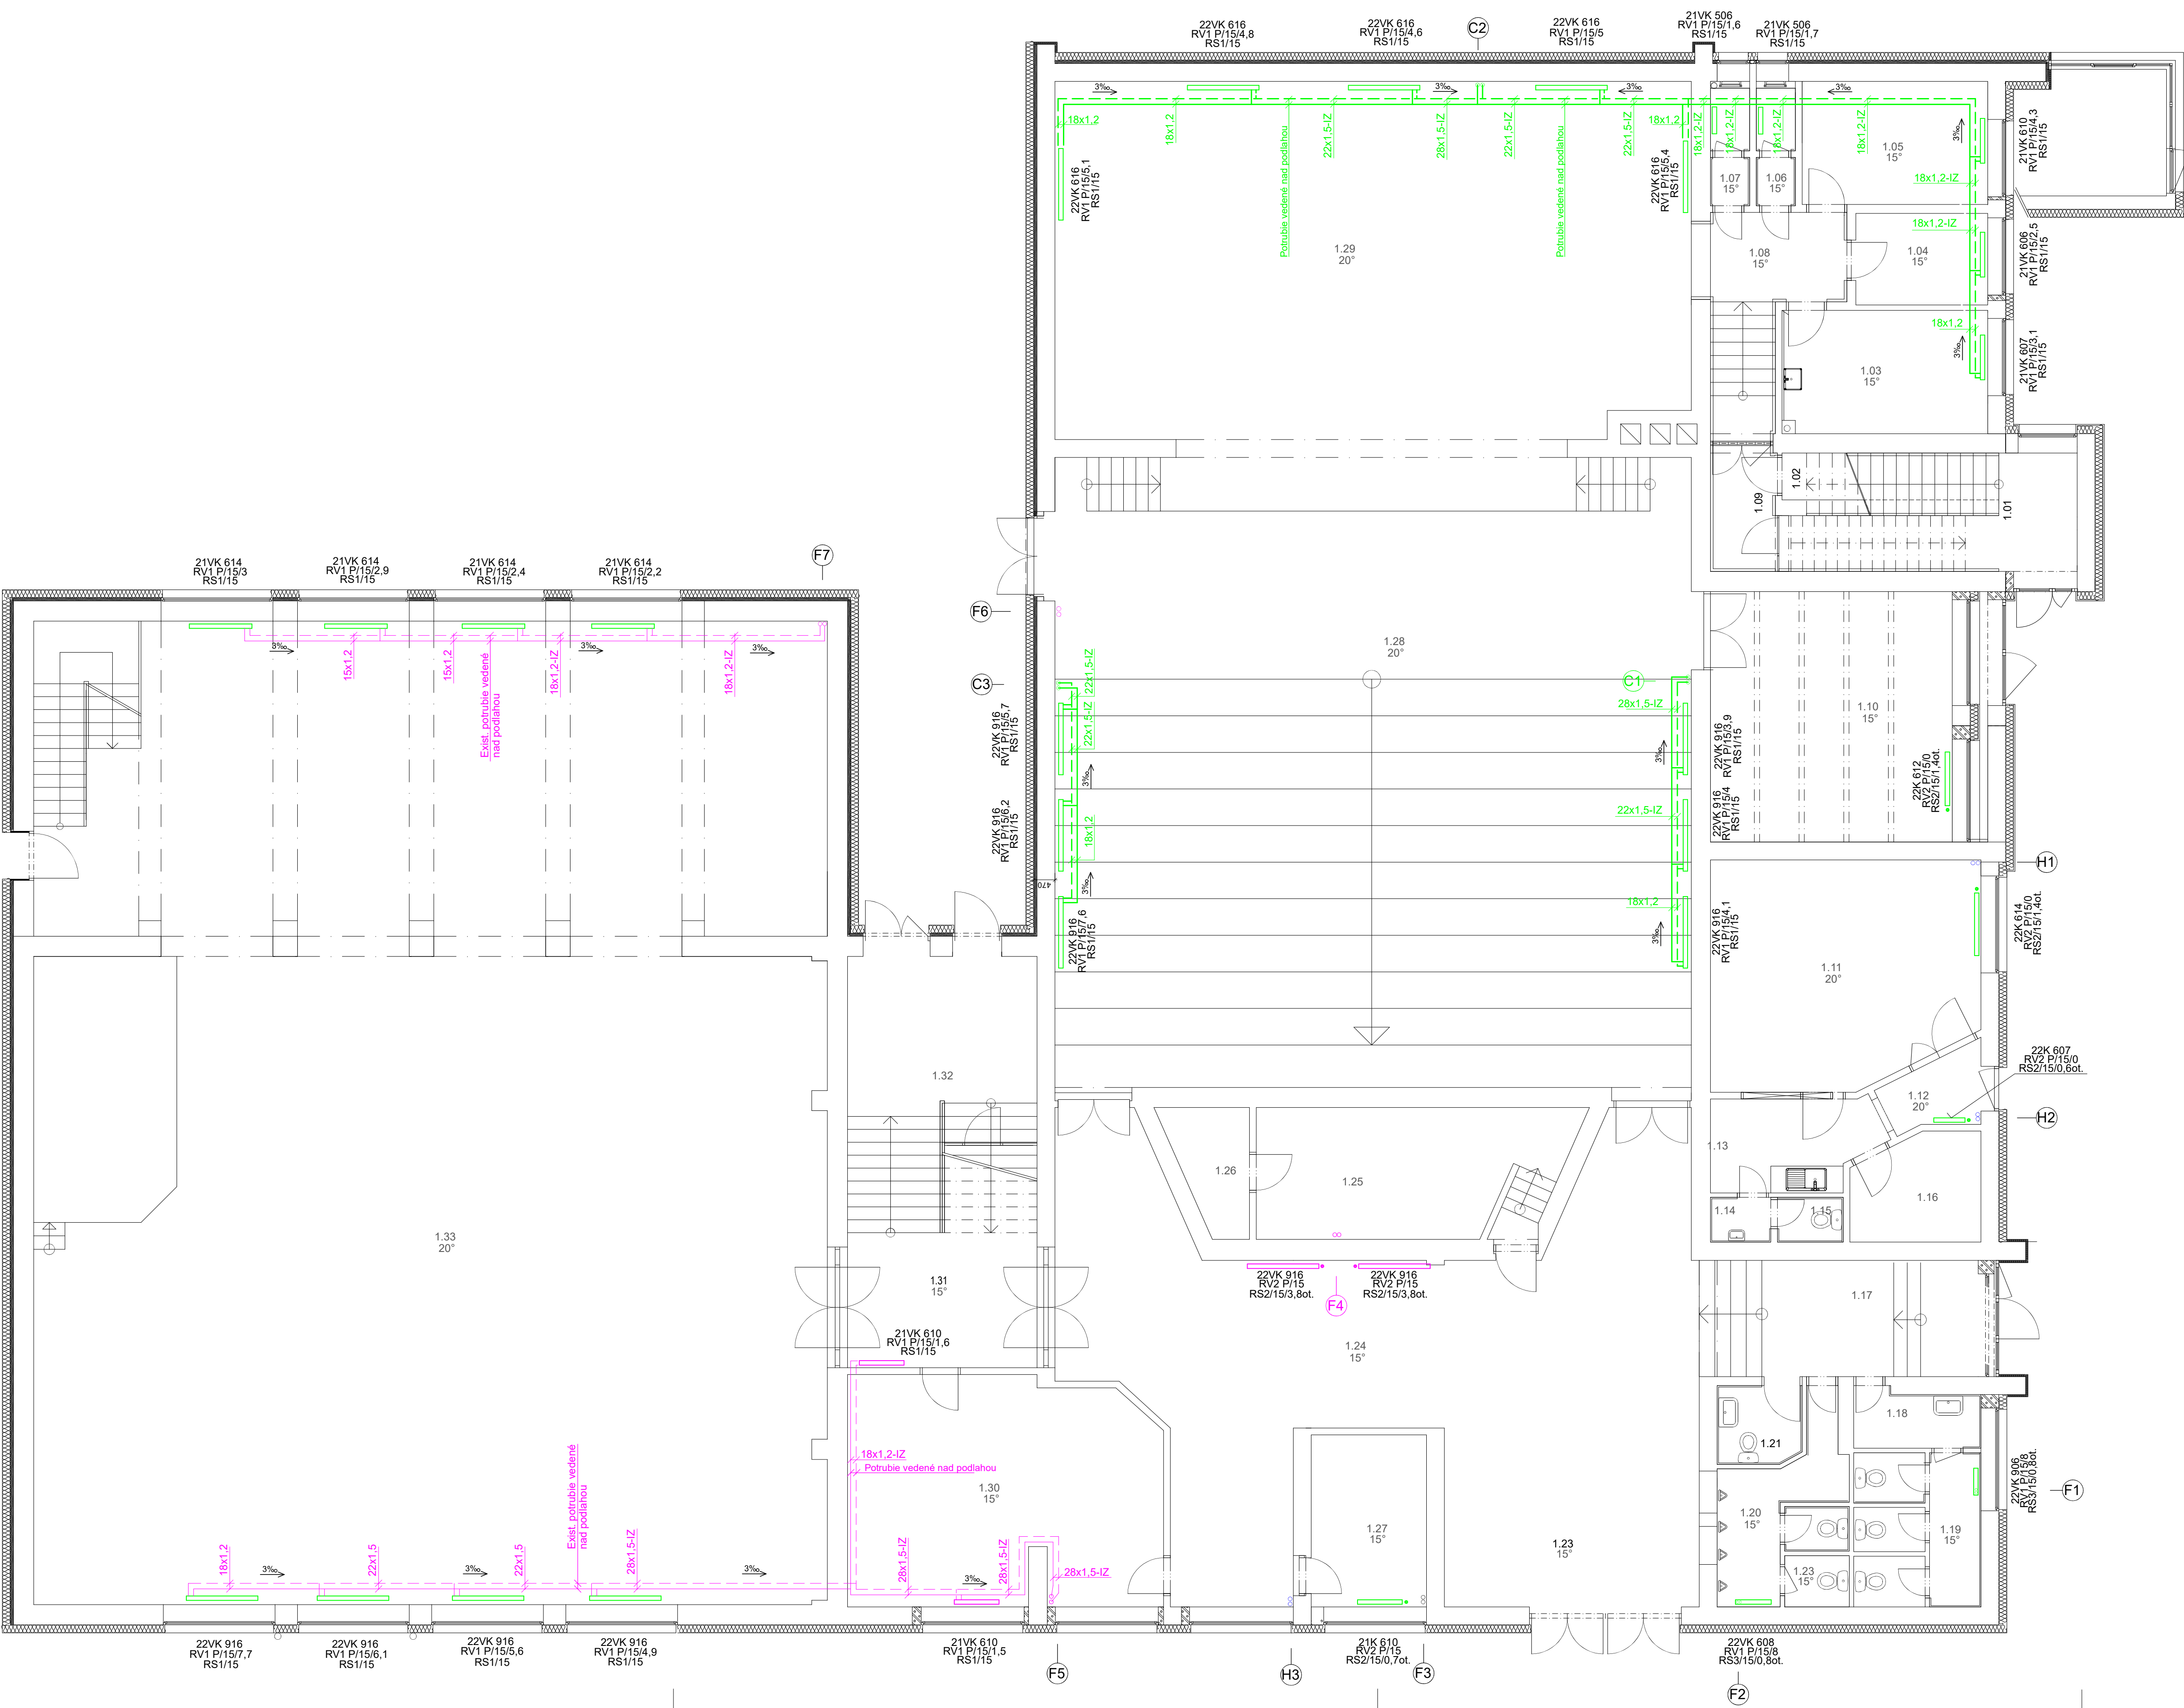 22VK 616
RV1 P/15/4,8
RS1/15
22VK 616
RV1 P/15/4,6
RS1/15
C2
22VK 616
RV1 P/15/5
RS1/15
21VK 506
RV1 P/15/1,6
RS1/15
21VK 506
RV1 P/15/1,7
RS1/15
3‰
3‰
3‰
3‰
18x1,2
18x1,2
Potrubie vedené nad podlahou
22x1,5-IZ
28x1,5-IZ
22x1,5-IZ
Potrubie vedené nad podlahou
22x1,5-IZ
18x1,2
18x1,2-IZ
18x1,2-IZ
18x1,2-IZ
18x1,2-IZ
3‰
21VK 610
RV1 P/15/4,3
RS1/15
22VK 616
RV1 P/15/5,1
RS1/15
22VK 616
RV1 P/15/5,4
RS1/15
1.07
15°
1.06
15°
1.05
15°
18x1,2-IZ
18x1,2-IZ
1.29
20°
1.08
15°
1.04
15°
21VK 606
RV1 P/15/2,5
RS1/15
18x1,2
3‰
21VK 607
RV1 P/15/3,1
RS1/15
1.03
15°
1.02
1.09
1.01
F7
21VK 614
RV1 P/15/3
RS1/15
21VK 614
RV1 P/15/2,9
RS1/15
21VK 614
RV1 P/15/2,4
RS1/15
21VK 614
RV1 P/15/2,2
RS1/15
F6
3‰
3‰
3‰
15x1,2
15x1,2
Exist. potrubie vedené
nad podlahou
18x1,2-IZ
18x1,2-IZ
1.28
20°
C3
C1
22x1,5-IZ
22x1,5-IZ
28x1,5-IZ
22VK 916
RV1 P/15/5,7
RS1/15
22VK 916
RV1 P/15/3,9
RS1/15
1.10
15°
3‰
3‰
22K 612
RV2 P/15/0
RS2/15/1,4ot.
22VK 916
RV1 P/15/6,2
RS1/15
18x1,2
22x1,5-IZ
22VK 916
RV1 P/15/4
RS1/15
H1
470
3‰
18x1,2
3‰
22VK 916
RV1 P/15/7,6
RS1/15
22VK 916
RV1 P/15/4,1
RS1/15
22K 614
RV2 P/15/0
RS2/15/1,4ot.
1.11
20°
22K 607
RV2 P/15/0
RS2/15/0,6ot.
1.32
1.12
20°
H2
1.13
1.26
1.25
1.16
1.14
1.15
1.33
20°
1.31
15°
22VK 916
RV2 P/15
RS2/15/3,8ot.
22VK 916
RV2 P/15
RS2/15/3,8ot.
F4
1.17
21VK 610
RV1 P/15/1,6
RS1/15
1.24
15°
1.18
1.21
18x1,2-IZ
Potrubie vedené nad podlahou
1.30
15°
22VK 906
RV1 P/15/8
RS3/15/0,8ot.
F1
1.20
15°
1.19
15°
1.27
15°
1.23
15°
1.23
15°
Exist. potrubie vedené
nad podlahou
18x1,2
3‰
22x1,5
3‰
22x1,5
28x1,5-IZ
3‰
28x1,5-IZ
3‰
28x1,5-IZ
28x1,5-IZ
22VK 916
RV1 P/15/7,7
RS1/15
22VK 916
RV1 P/15/6,1
RS1/15
22VK 916
RV1 P/15/5,6
RS1/15
22VK 916
RV1 P/15/4,9
RS1/15
21VK 610
RV1 P/15/1,5
RS1/15
F5
H3
21K 610
RV2 P/15
RS2/15/0,7ot.
F3
22VK 608
RV1 P/15/8
RS3/15/0,8ot.
F2